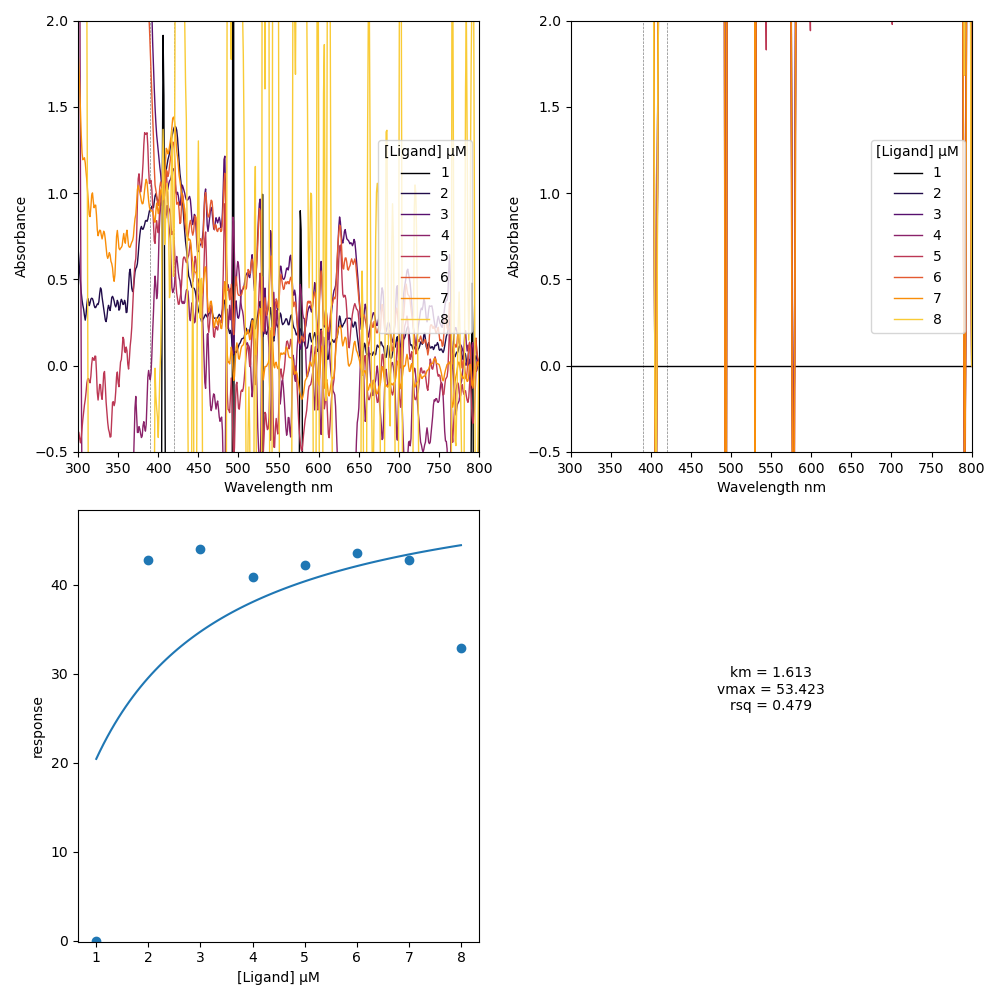 2.0
1.5
1.0
0.5
0.0
−0.5
Absorbance
300 350 400 450 500 550 600 650 700 750 800
Wavelength nm
[Ligand] µM
1
2
3
4
5
6
7
8
2.0
1.5
1.0
0.5
0.0
−0.5
Absorbance
300 350 400 450 500 550 600 650 700 750 800
Wavelength nm
[Ligand] µM
1
2
3
4
5
6
7
8
40
30
20
10
0
response
1 2 3 4 5 6 7 8
[Ligand] µM
km = 1.613
vmax = 53.423
rsq = 0.479